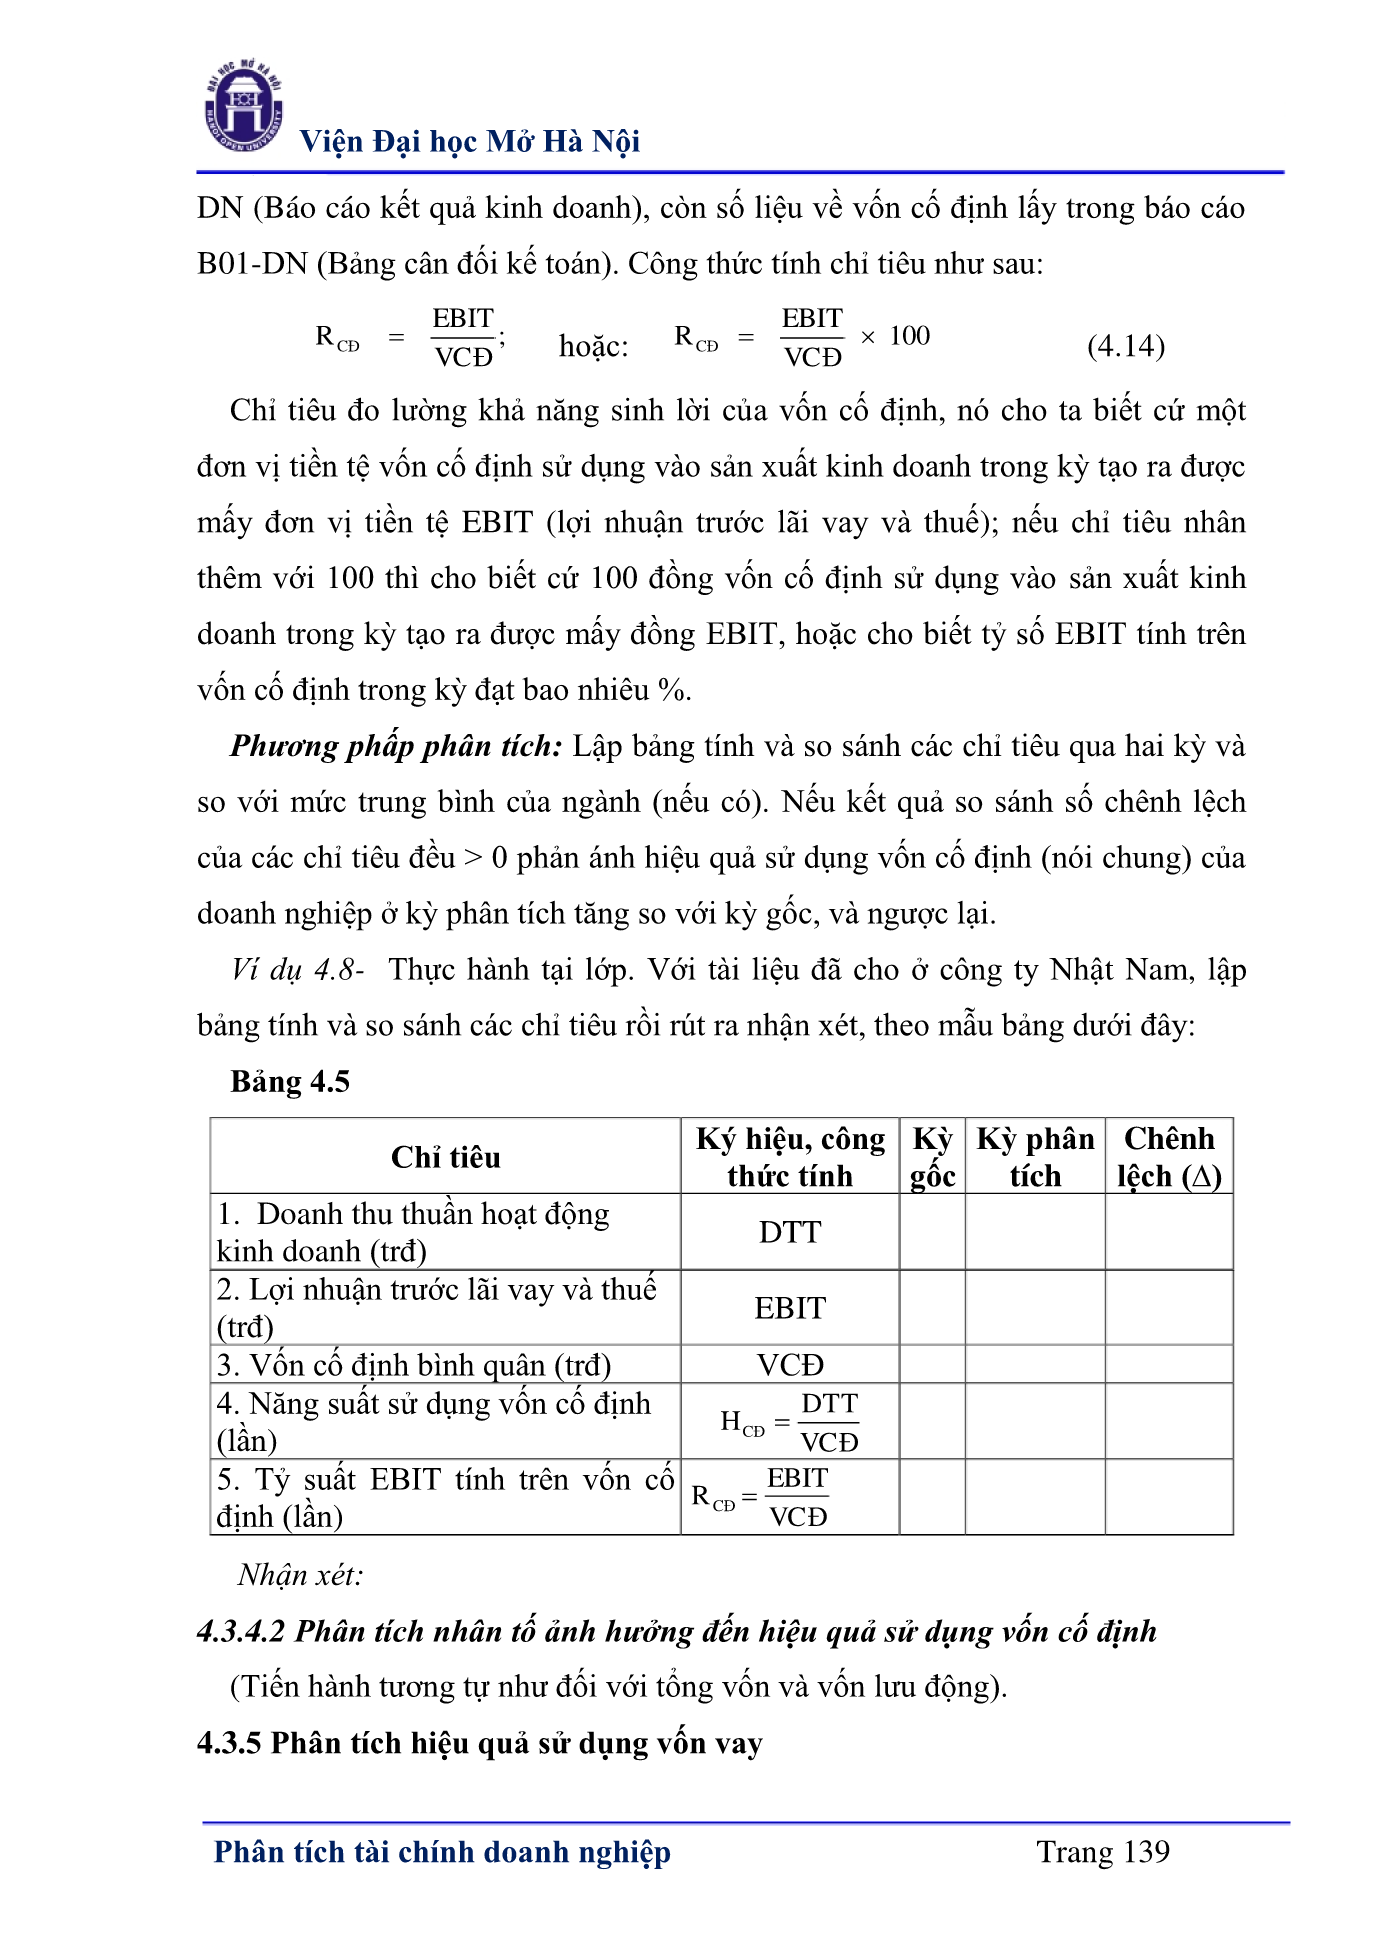 ĐẠI HỌC MỞ HÀ NỘI
HANOI OPEN UNIVERSITY
Viện Đại học Mở Hà Nội
DN (Báo cáo kết quả kinh doanh), còn số liệu về vốn cố định lấy trong báo cáo
B01-DN (Bảng cân đối kế toán). Công thức tính chỉ tiêu như sau:
R CĐ = EBIT / VCĐ ; hoặc: R CĐ = EBIT / VCĐ × 100 (4.14)
Chỉ tiêu đo lường khả năng sinh lời của vốn cố định, nó cho ta biết cứ một
đơn vị tiền tệ vốn cố định sử dụng vào sản xuất kinh doanh trong kỳ tạo ra được
mấy đơn vị tiền tệ EBIT (lợi nhuận trước lãi vay và thuế); nếu chỉ tiêu nhân
thêm với 100 thì cho biết cứ 100 đồng vốn cố định sử dụng vào sản xuất kinh
doanh trong kỳ tạo ra được mấy đồng EBIT, hoặc cho biết tỷ số EBIT tính trên
vốn cố định trong kỳ đạt bao nhiêu %.
Phương phấp phân tích: Lập bảng tính và so sánh các chỉ tiêu qua hai kỳ và
so với mức trung bình của ngành (nếu có). Nếu kết quả so sánh số chênh lệch
của các chỉ tiêu đều > 0 phản ánh hiệu quả sử dụng vốn cố định (nói chung) của
doanh nghiệp ở kỳ phân tích tăng so với kỳ gốc, và ngược lại.
Ví dụ 4.8- Thực hành tại lớp. Với tài liệu đã cho ở công ty Nhật Nam, lập
bảng tính và so sánh các chỉ tiêu rồi rút ra nhận xét, theo mẫu bảng dưới đây:
Bảng 4.5
Chỉ tiêu
Ký hiệu, công
thức tính
Kỳ
gốc
Kỳ phân
tích
Chênh
lệch (Δ)
1. Doanh thu thuần hoạt động
kinh doanh (trđ)
DTT
2. Lợi nhuận trước lãi vay và thuế
(trđ)
EBIT
3. Vốn cố định bình quân (trđ)
VCĐ
4. Năng suất sử dụng vốn cố định
(lần)
H CĐ = DTT / VCĐ
5. Tỷ suất EBIT tính trên vốn cố
định (lần)
R CĐ = EBIT / VCĐ
Nhận xét:
4.3.4.2 Phân tích nhân tố ảnh hưởng đến hiệu quả sử dụng vốn cố định
(Tiến hành tương tự như đối với tổng vốn và vốn lưu động).
4.3.5 Phân tích hiệu quả sử dụng vốn vay
Phân tích tài chính doanh nghiệp
Trang 139